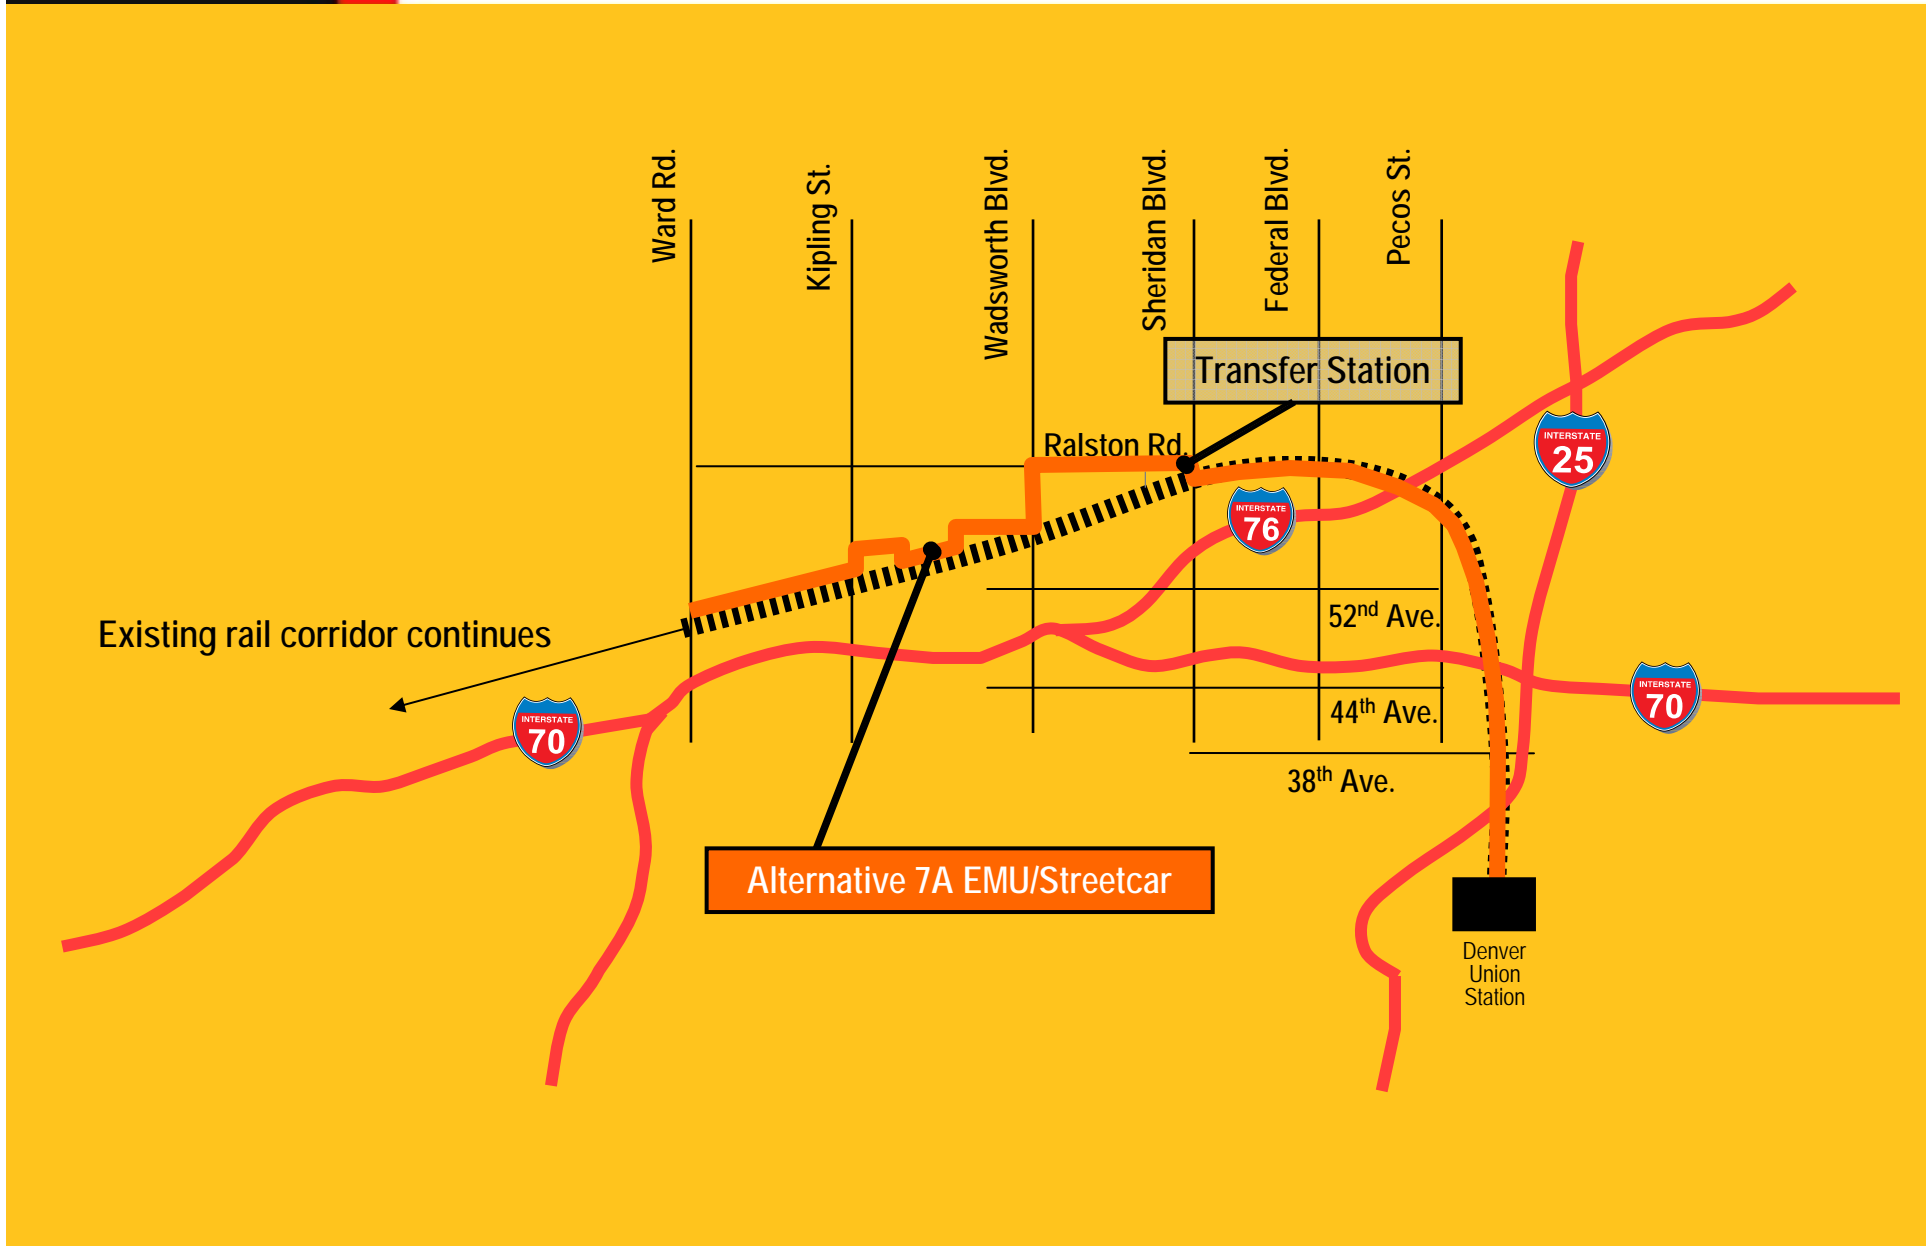 Ward Rd.
Kipling St.
Wadsworth Blvd.
Sheridan Blvd.
Federal Blvd.
Pecos St.
Transfer Station
Ralston Rd.
INTERSTATE
25
INTERSTATE
76
52nd Ave.
Existing rail corridor continues
INTERSTATE
70
INTERSTATE
70
44th Ave.
38th Ave.
Alternative 7A EMU/Streetcar
Denver
Union
Station